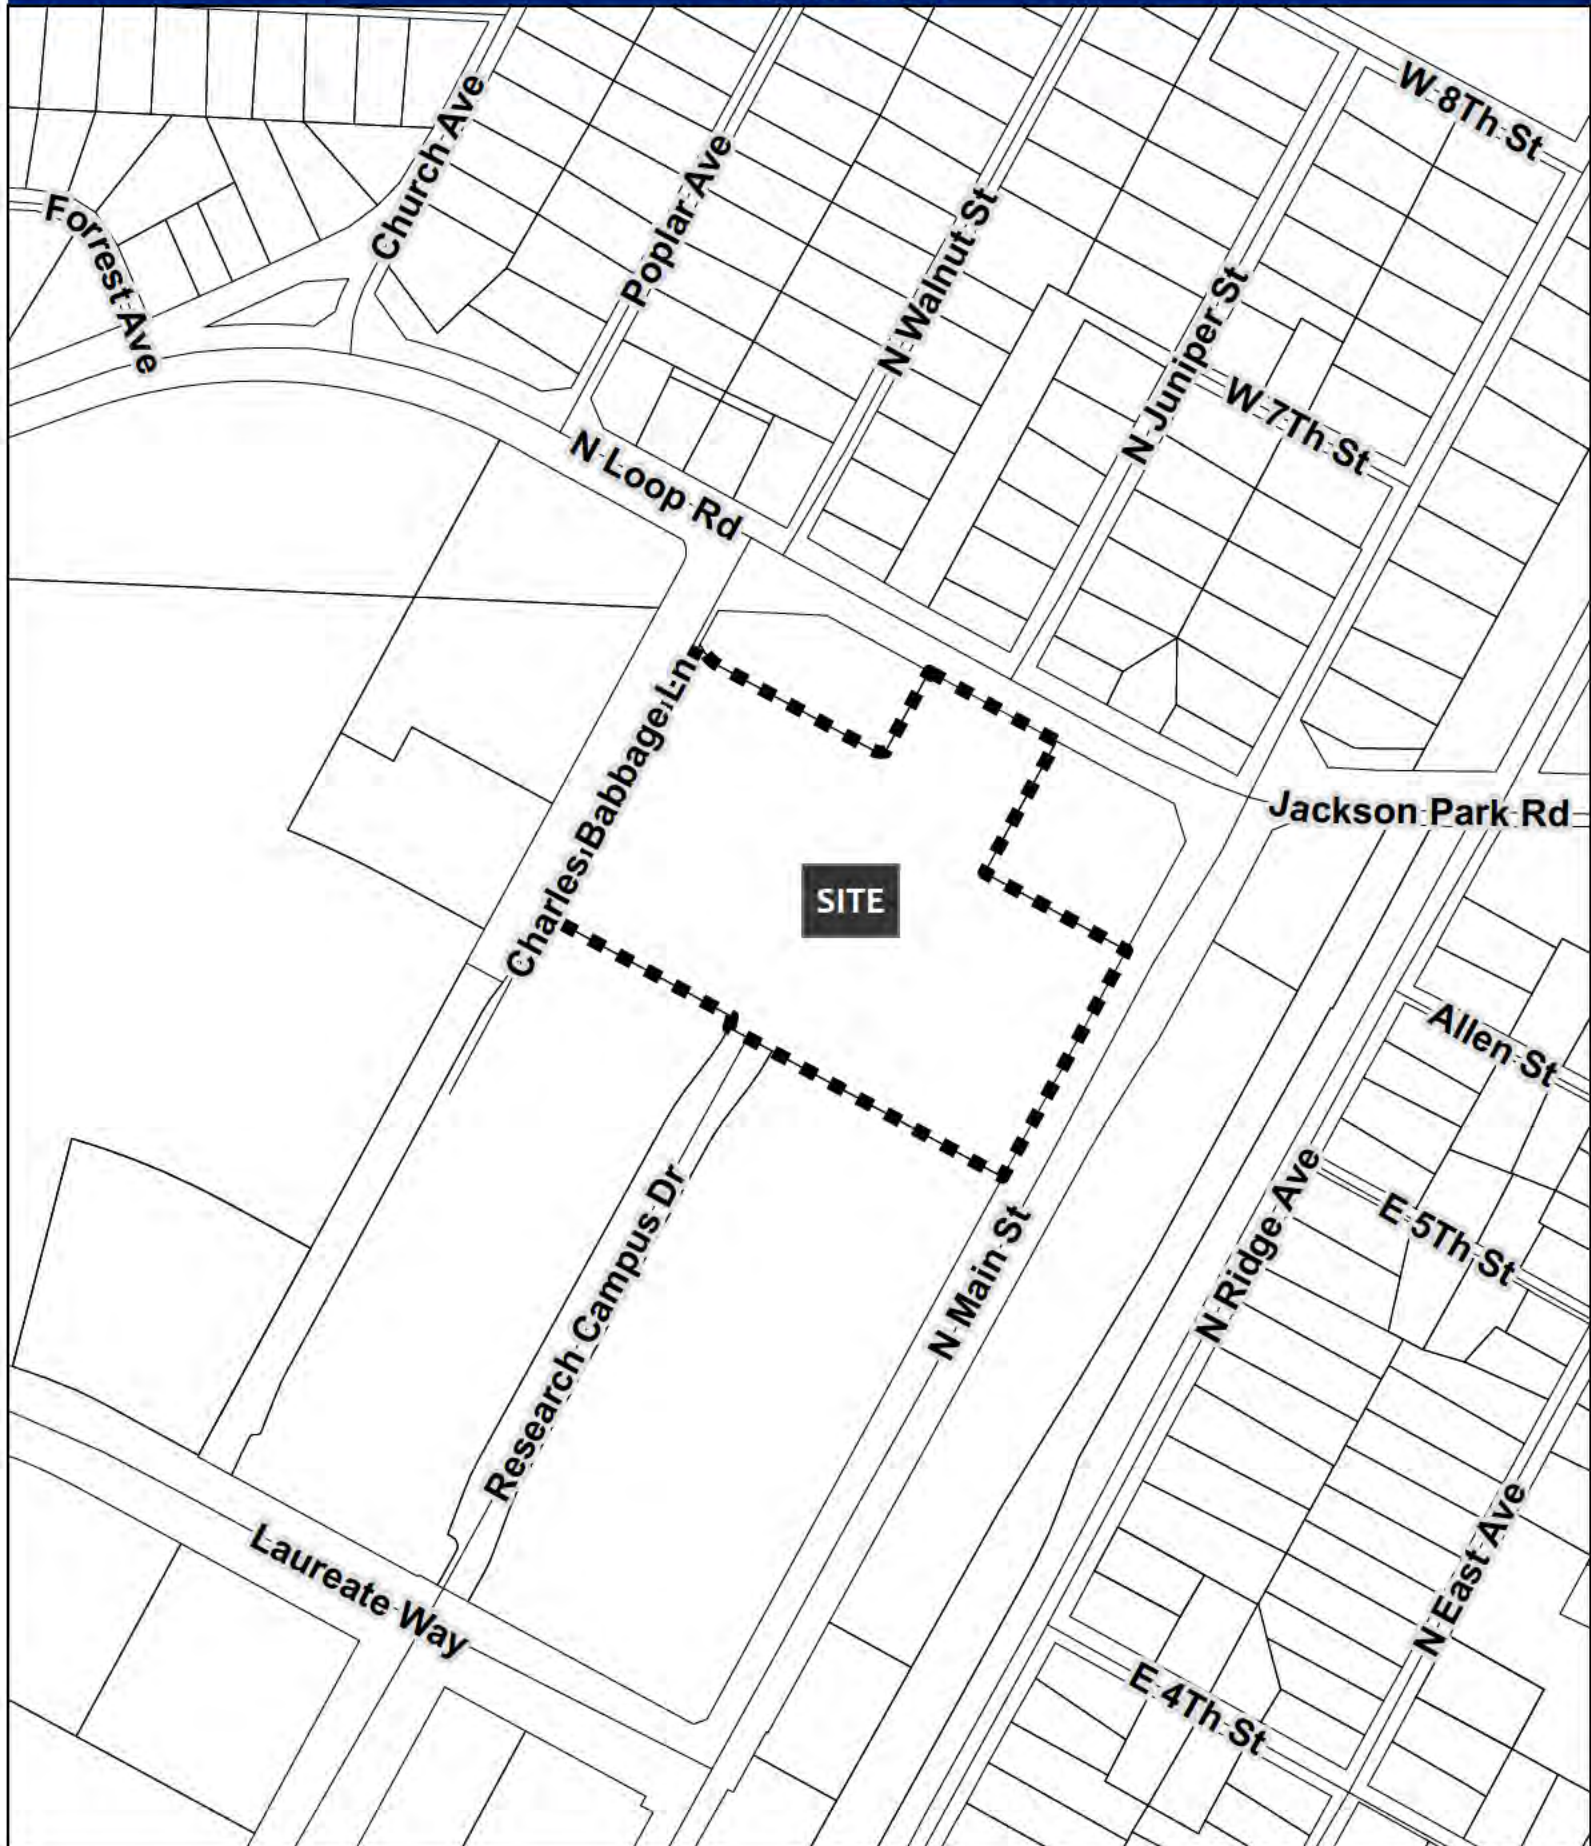 W 8Th St
Church Ave
Poplar Ave
N Walnut St
Forrest Ave
N Juniper St
W 7Th St
N Loop Rd
Charles Babbage Ln
Jackson Park Rd
SITE
Allen St
N Ridge Ave
E 5Th St
N Main St
Research Campus Dr
N East Ave
Laureate Way
E 4Th St